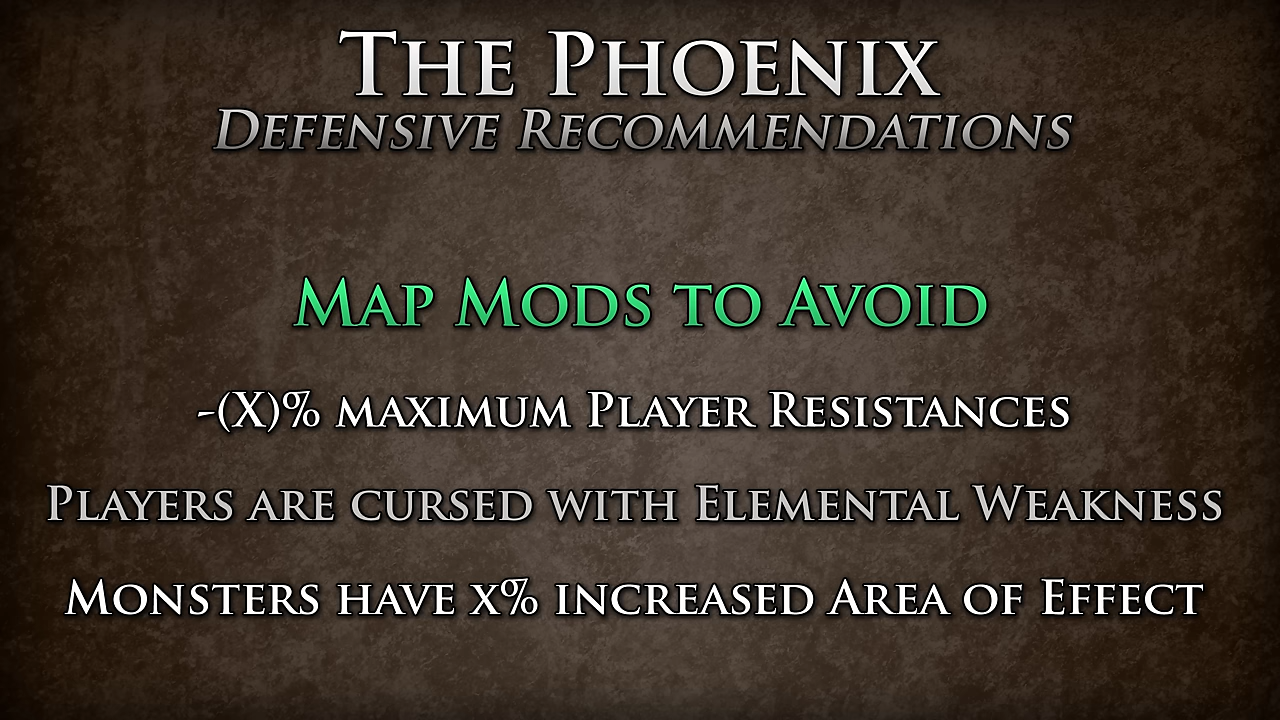 The Phoenix
Defensive Recommendations
Map Mods to Avoid
-(X)% maximum Player Resistances
Players are cursed with Elemental Weakness
Monsters have x% increased Area of Effect